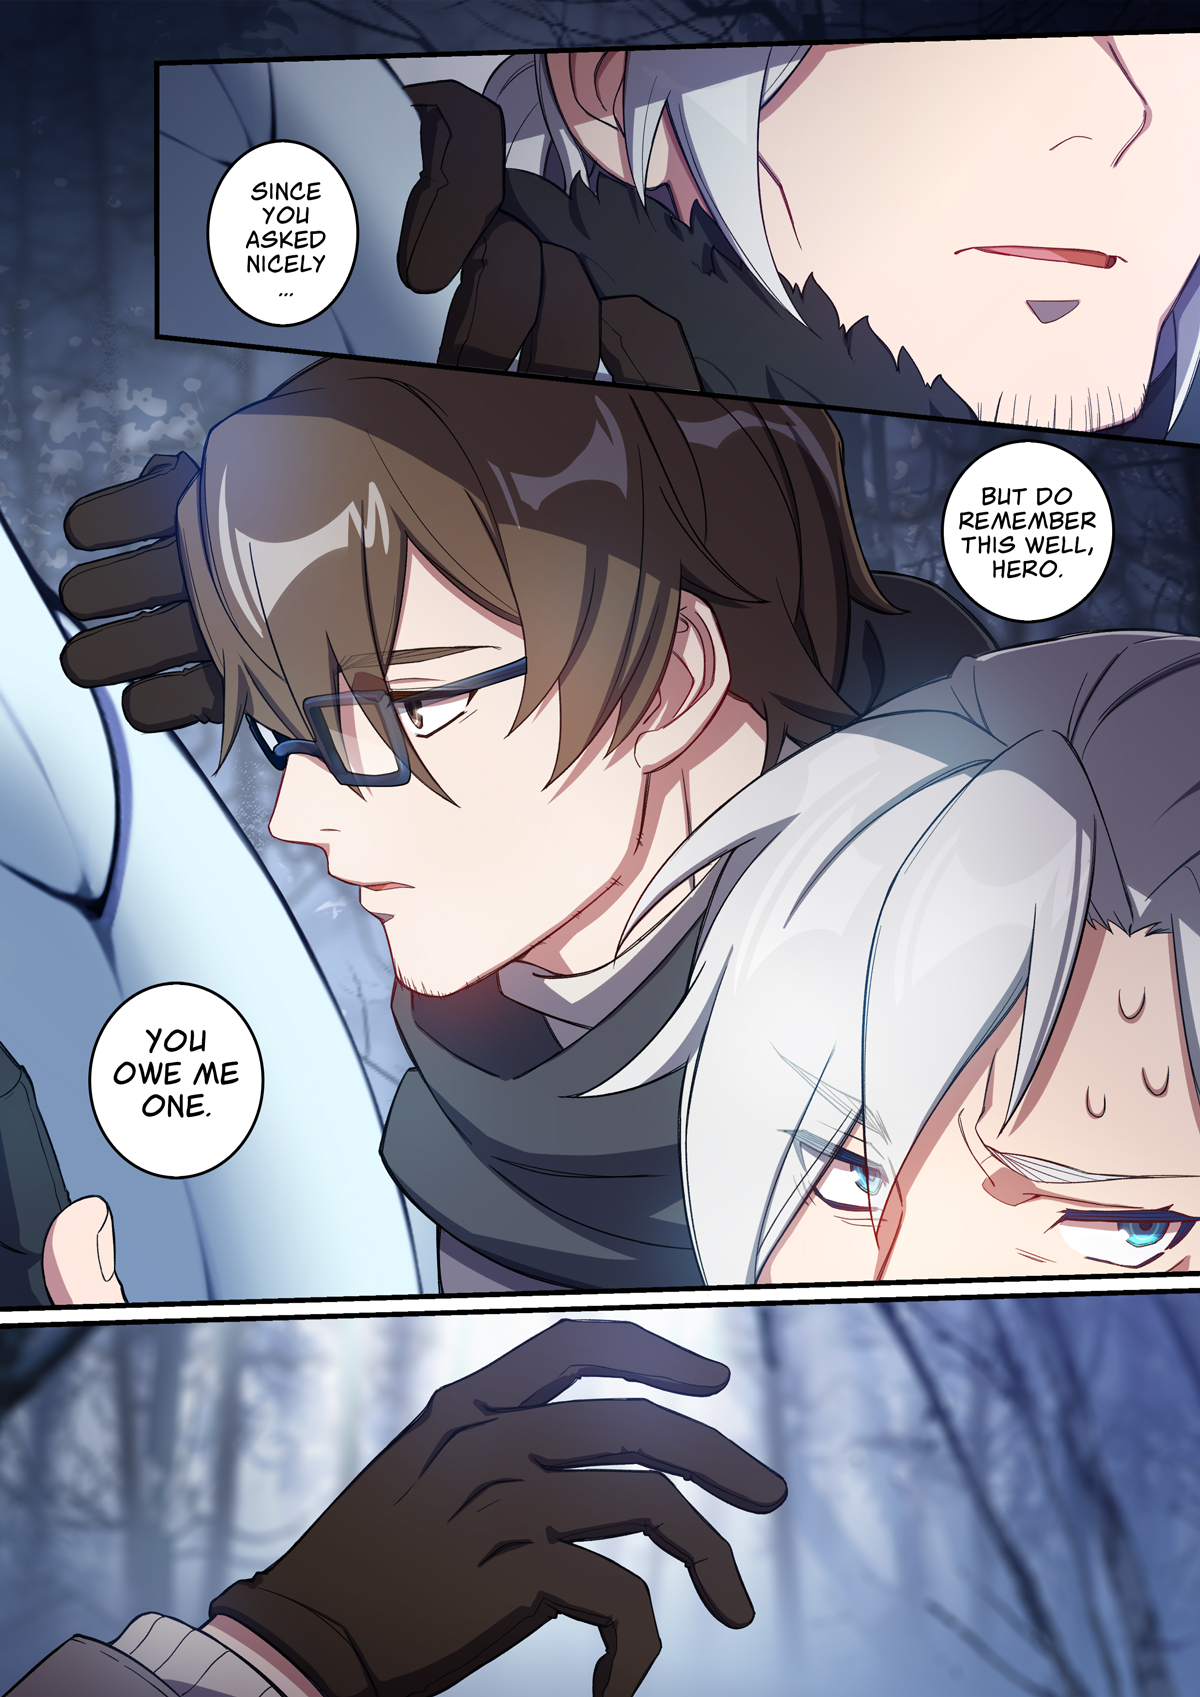 SINCE
YOU
ASKED
NICELY
...
BUT DO
REMEMBER
THIS WELL,
HERO.
YOU
OWE ME
ONE.